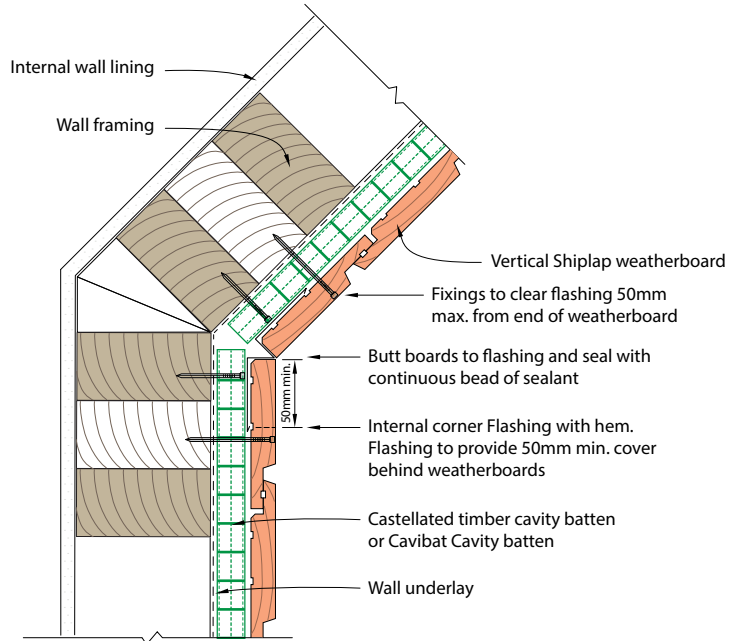 Internal wall lining
Wall framing
Vertical Shiplap weatherboard
Fixings to clear flashing 50mm
max. from end of weatherboard
Butt boards to flashing and seal with
continuous bead of sealant
50mm min.
Internal corner Flashing with hem.
Flashing to provide 50mm min. cover
behind weatherboards
Castellated timber cavity batten
or Cavibat Cavity batten
Wall underlay